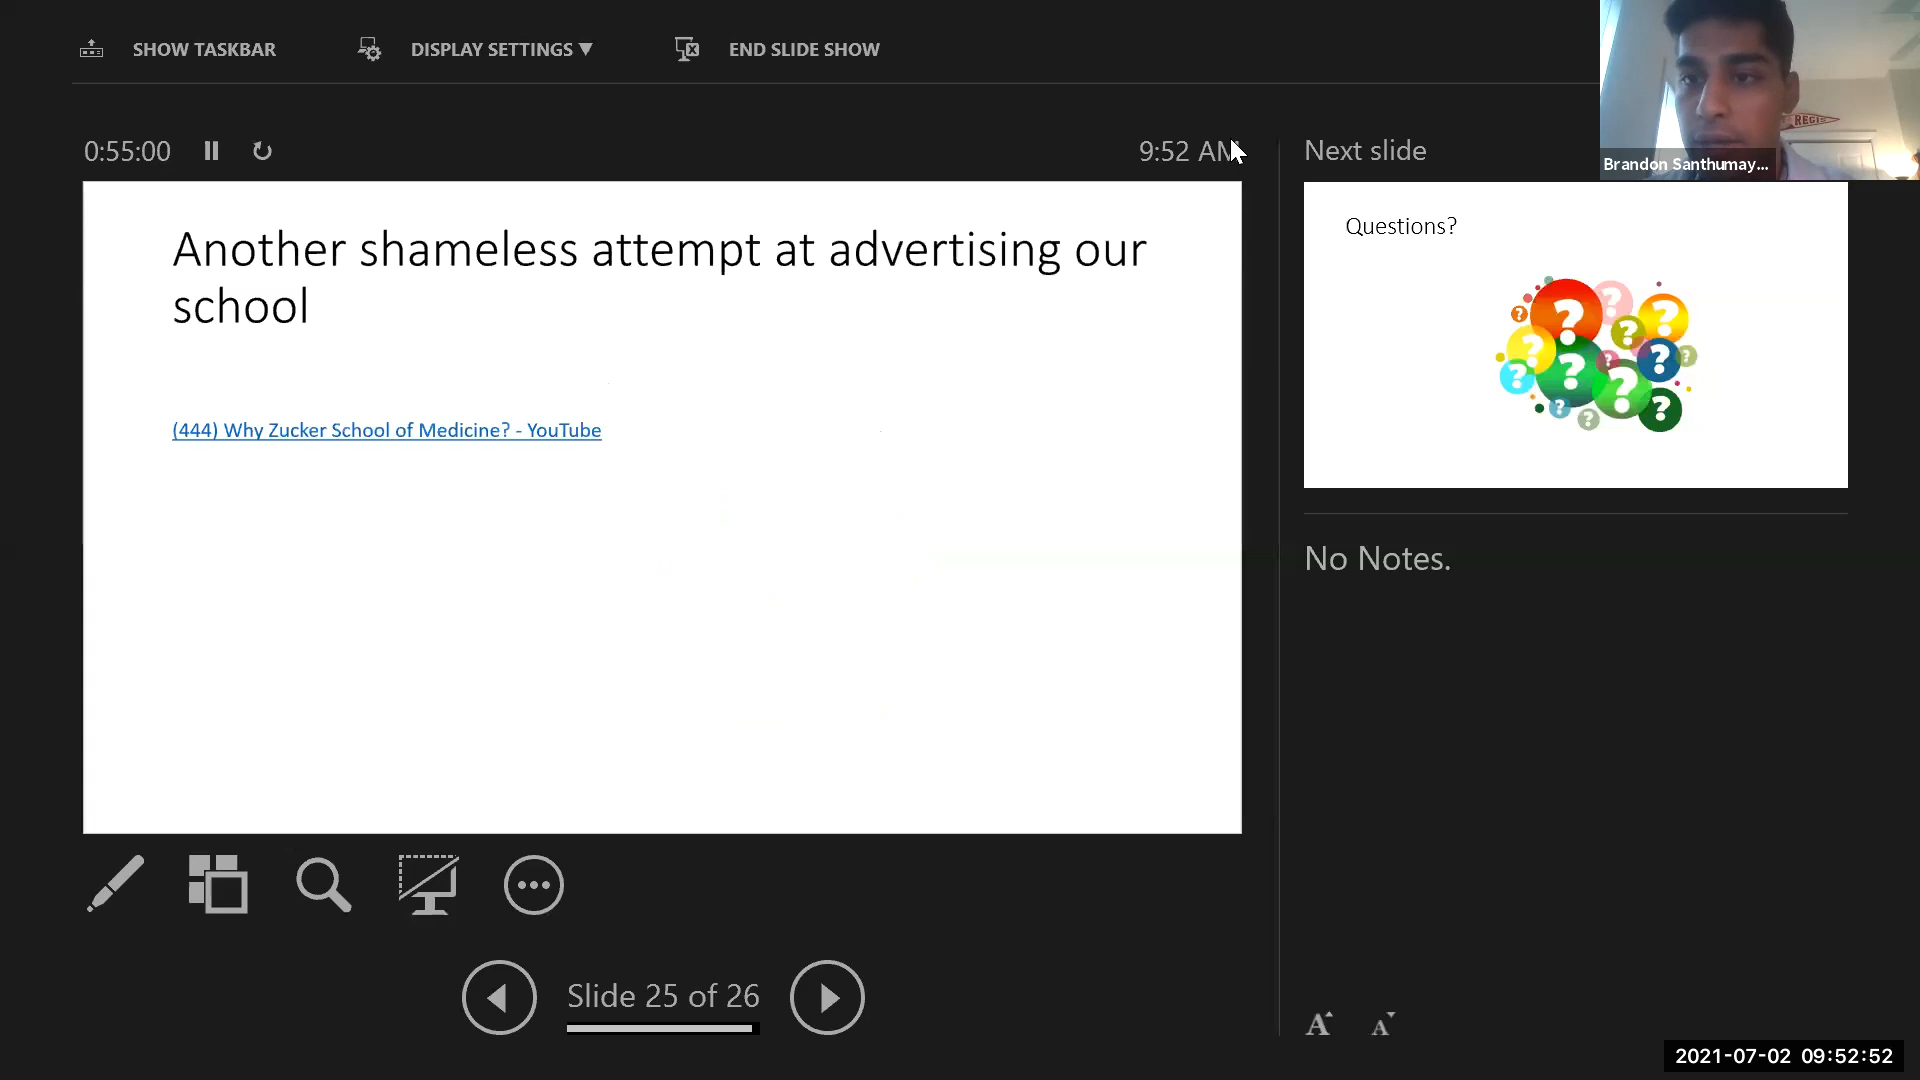 SHOW TASKBAR
DISPLAY SETTINGS ▼
END SLIDE SHOW
0:55:00
9:52 AM
Next slide
REGIS
Brandon Santhumay...
Another shameless attempt at advertising our
school
(444) Why Zucker School of Medicine? - YouTube
Questions?
? ? ? ? ? ? ? ? ? ? ? ? ? ?
No Notes.
Slide 25 of 26
A A
2021-07-02 09:52:52